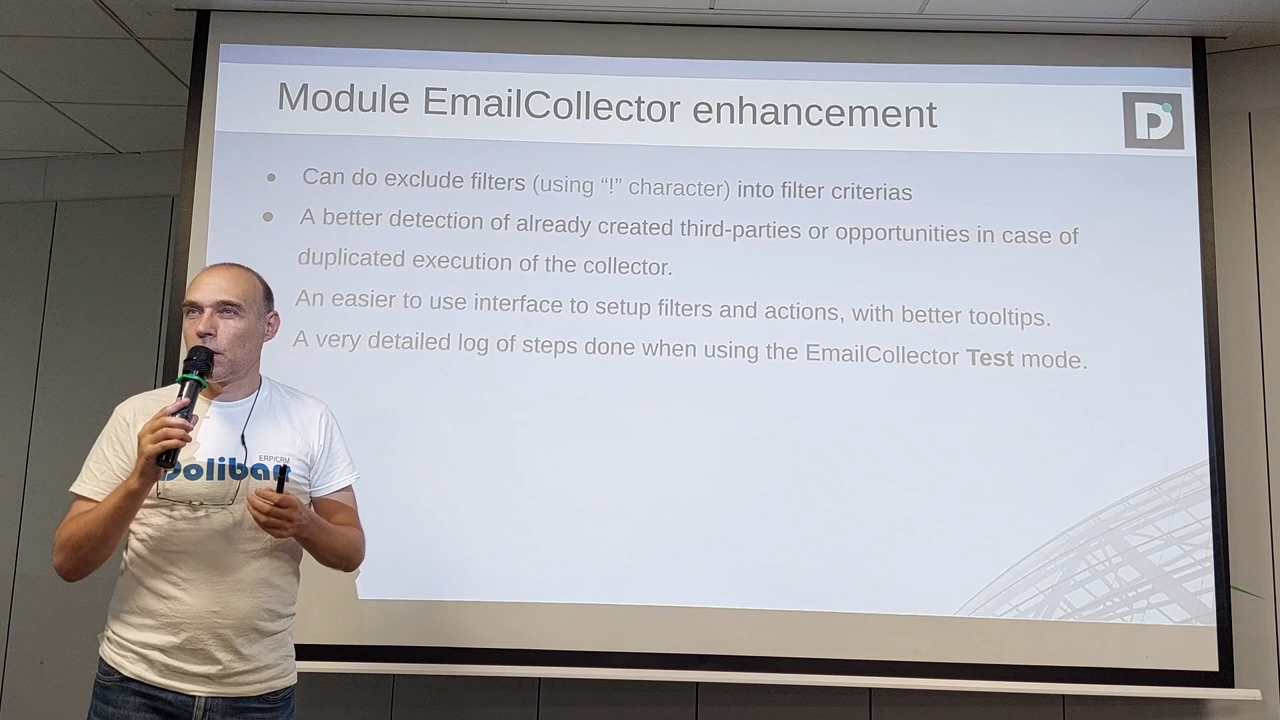 Module EmailCollector enhancement
D
Can do exclude filters (using “!” character) into filter criterias
A better detection of already created third-parties or opportunities in case of
duplicated execution of the collector.
An easier to use interface to setup filters and actions, with better tooltips.
A very detailed log of steps done when using the EmailCollector Test mode.
ERP/CRM
Dolibarr